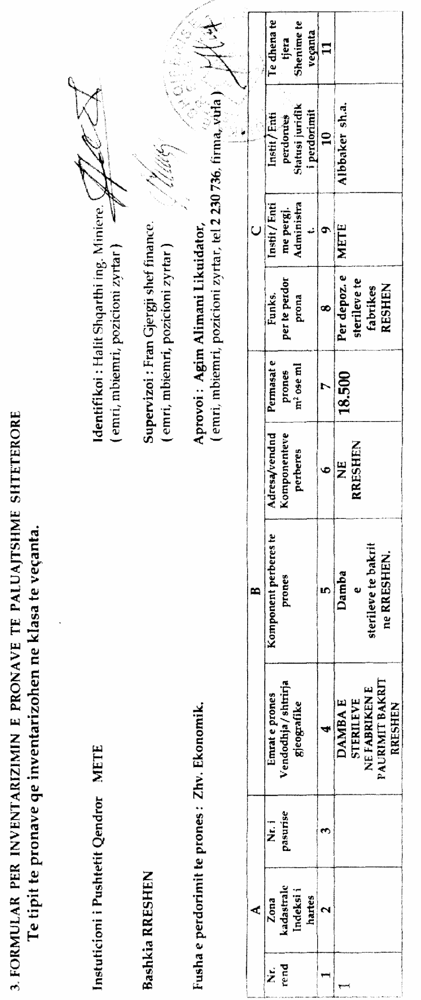 3. FORMULAR PER INVENTARIZIMIN E PRONAVE TE PALUAJTSHME SHTETERORE
Te tipit te pronave qe inventarizohen ne klasa te veçanta.
Instuticioni i Pushtetit Qendror METE
Identifikoi : Halit Shqarthi ing. Miniere.
( emri, mbiemri, pozicioni zyrtar )
Bashkia RRESHEN
Supervizoi : Fran Gjergji shef finance.
( emri, mbiemri, pozicioni zyrtar )
Fusha e perdorimit te prones : Zhv. Ekonomik.
Aprovoi : Agim Alimani Likuidator,
( emri, mbiemri, pozicioni zyrtar, tel 2 230 736, firma, vula )
A
B
C
Nr.
rend
Zona
kadastrale
Indeksi i
hartes
Nr. i
pasurise
Emrat e prones
Vendodhja / shtrirja
gjeografike
Komponent perberes te
prones
Adresa/vendnd
Komponenteve
perberes
Permasat e
prones
m² ose ml
Funks.
per te perdor
prona
Instit/ Enti
me pergj.
Administra
t.
Instit / Enti
perdorues
Statusi juridik
i perdorimit
Te dhena te
tjera
Shenime te
veçanta
1 2 3 4 5 6 7 8 9 10 11
1
DAMBA E
STERILEVE
NE FABRIKEN E
PAURIMIT BAKRIT
RRESHEN
Damba
e
sterileve te bakrit
ne RRESHEN.
NE
RRESHEN
18.500
Per depoz. e
sterileve te
fabrikes
RESHEN
METE
Albbaker sh.a.